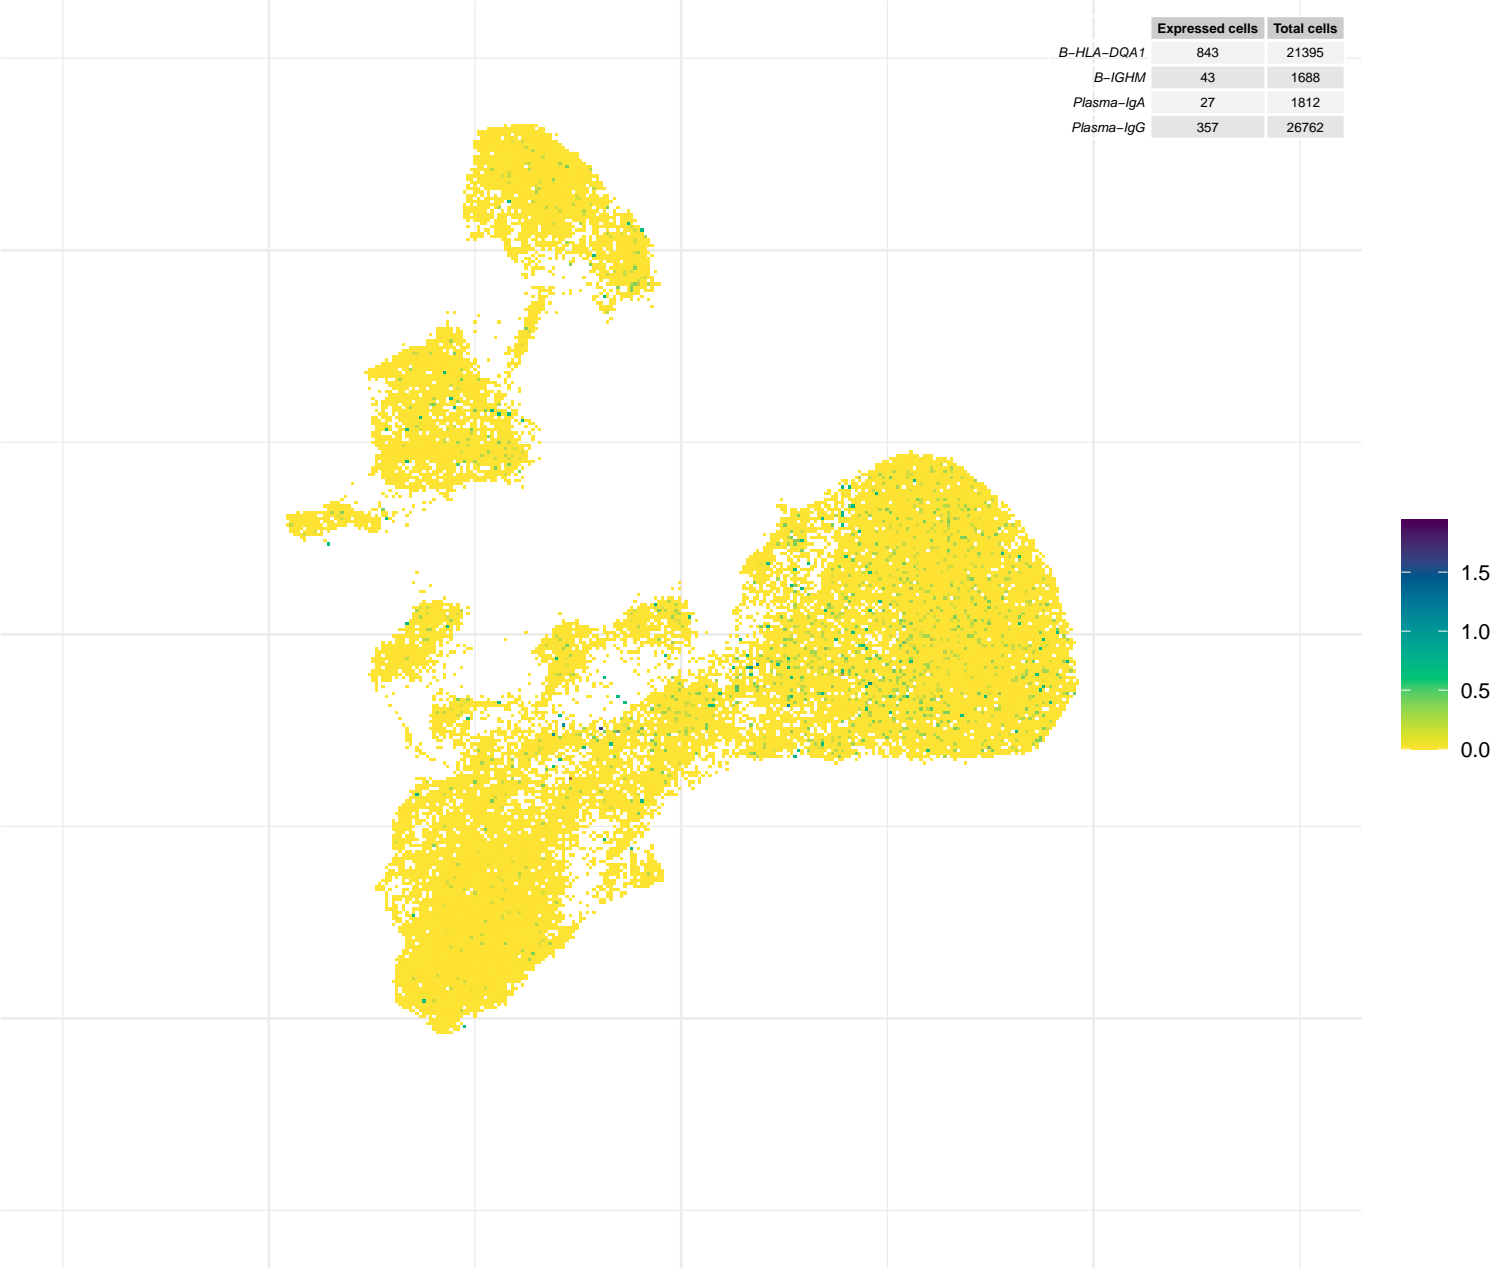 Expressed cells Total cells
B−HLA−DQA1 843 21395
B−IGHM 43 1688
Plasma−IgA 27 1812
Plasma−IgG 357 26762
1.5
1.0
0.5
0.0